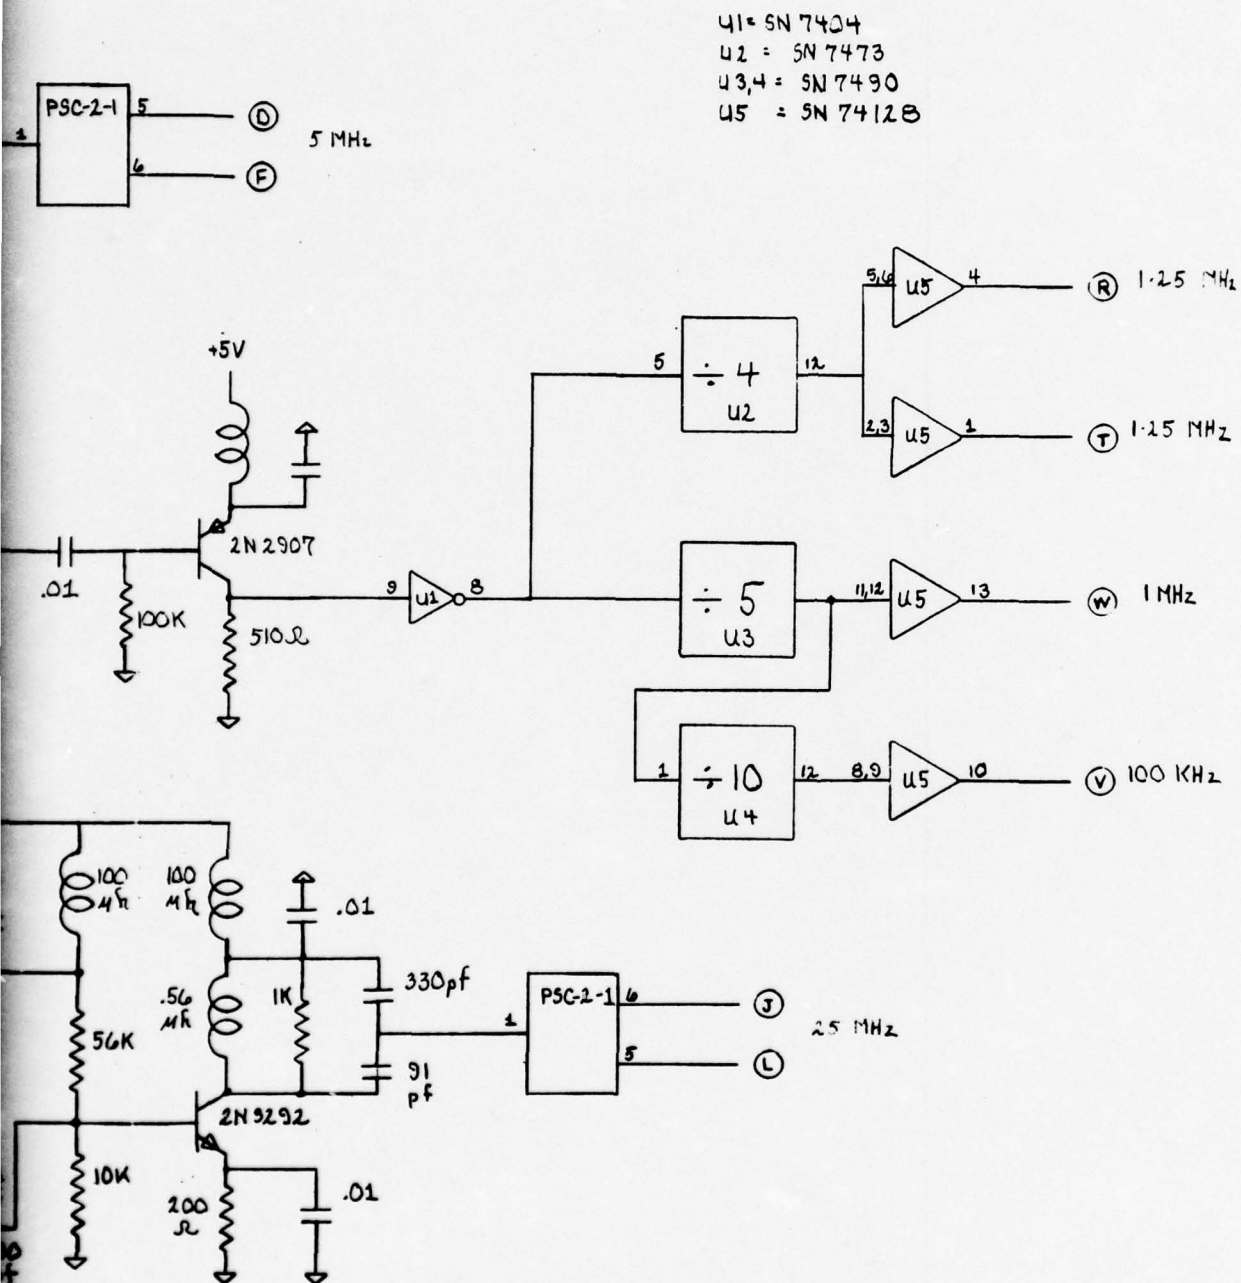 U1= SN 7404
U2 = SN 7473
U3,4 = SN 7490
U5 = SN 74128
PSC-2-1
1
5
D
6
F
5 MHz
+5V
2N2907
.01
100K
510Ω
9
U1
8
5
÷ 4
U2
12
5,6
U5
4
R
1.25 MHz
2,3
U5
1
T
1.25 MHz
÷ 5
U3
11,12
U5
13
W
1 MHz
1
÷ 10
U4
12
8,9
U5
10
V
100 KHz
100
μh
100
μh
.01
.56
μh
1K
330pf
56K
91
pf
2N5292
1
PSC-2-1
6
J
5
L
25 MHz
10K
200
Ω
.01